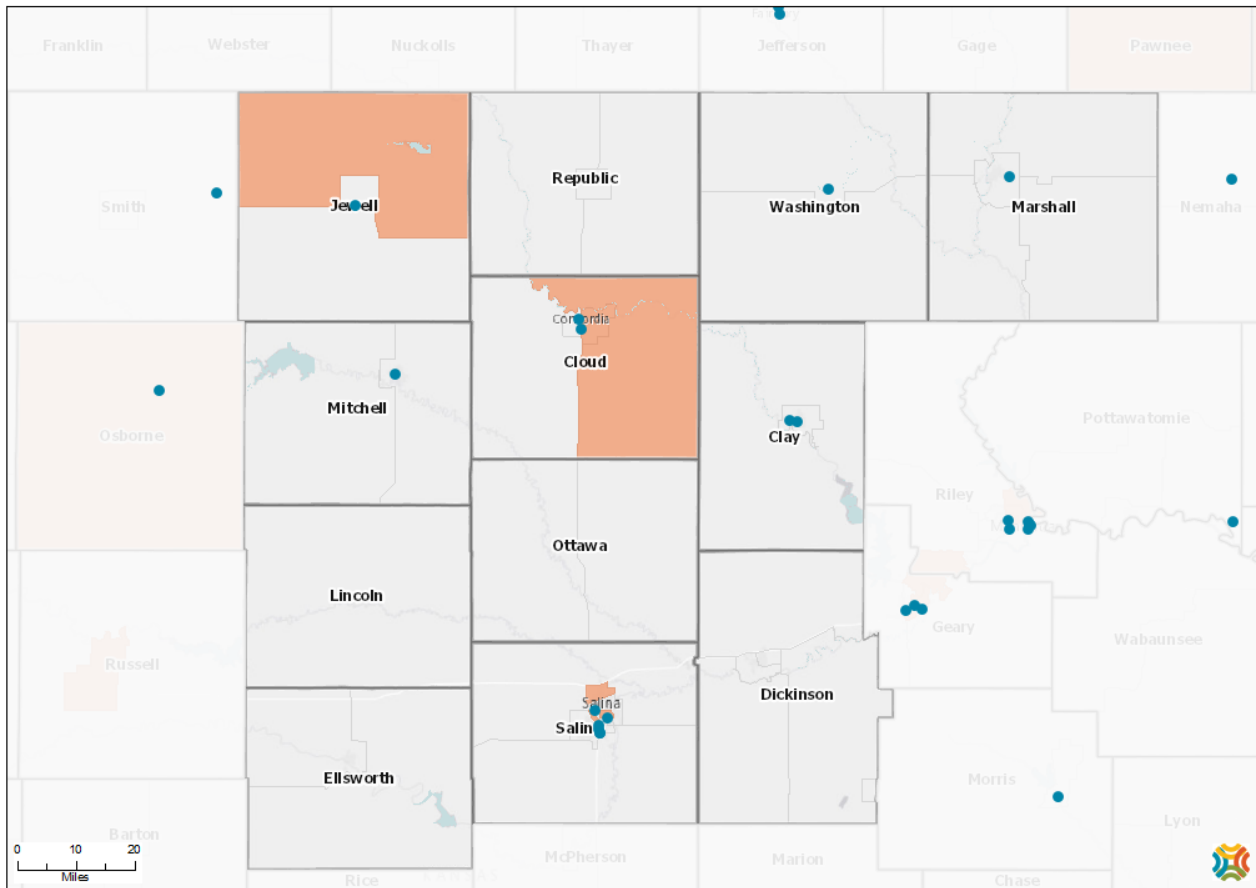 Franklin
Webster
Nuckolls
Thayer
Jefferson
Gage
Pawnee
Smith
Jewell
Republic
Washington
Marshall
Nemaha
Concordia
Cloud
Mitchell
Osborne
Clay
Pottawatomie
Riley
Ottawa
Lincoln
Geary
Wabaunsee
Russell
Dickinson
Salina
Saline
Ellsworth
Morris
Barton
McPherson
Marion
Lyon
Rice
KANSAS
Chase
0 10 20
Miles